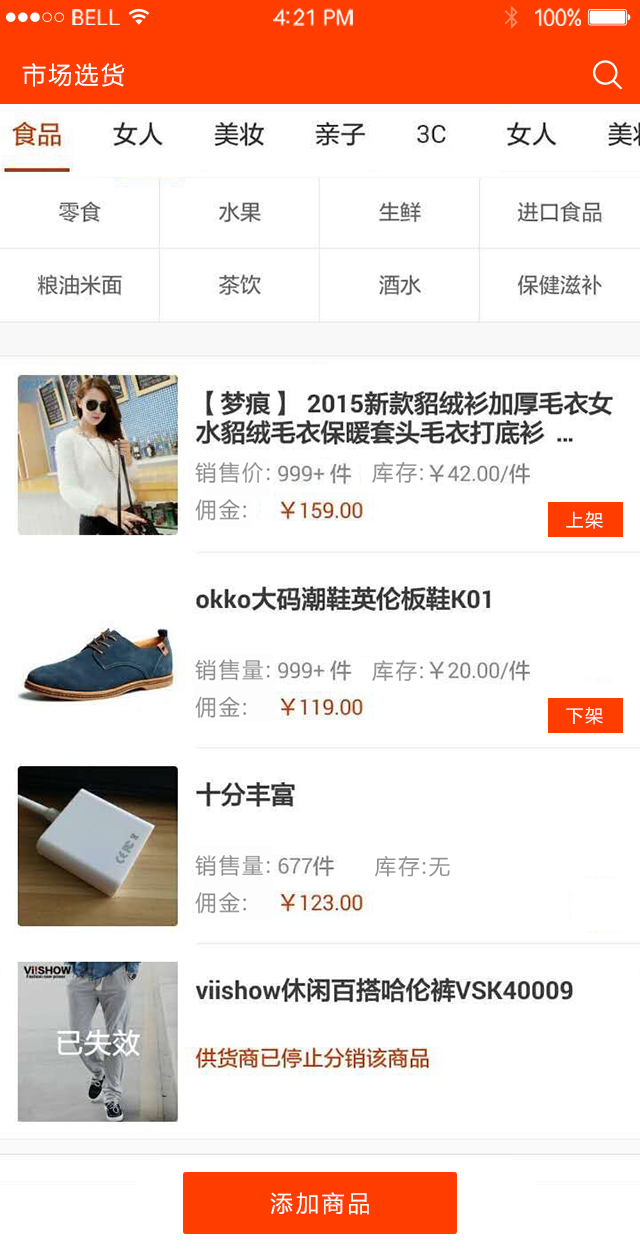 BELL
4:21 PM
100%
市场选货
食品 女人 美妆 亲子 3C 女人 美妆
零食 水果 生鲜 进口食品
粮油米面 茶饮 酒水 保健滋补
【 梦痕 】 2015新款貂绒衫加厚毛衣女
水貂绒毛衣保暖套头毛衣打底衫 ...
销售价: 999+ 件 库存:￥42.00/件
佣金: ￥159.00
上架
okko大码潮鞋英伦板鞋K01
销售量: 999+ 件 库存:￥20.00/件
佣金: ￥119.00
下架
十分丰富
销售量: 677件 库存:无
佣金: ￥123.00
ViiSHOW
已失效
viishow休闲百搭哈伦裤VSK40009
供货商已停止分销该商品
添加商品